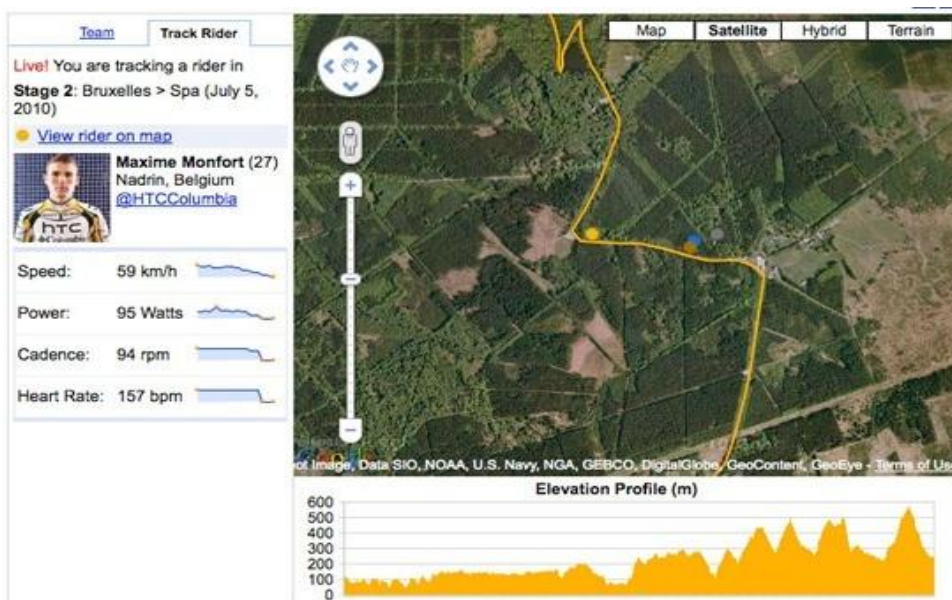 Team
Track Rider
Live! You are tracking a rider in
Stage 2: Bruxelles > Spa (July 5,
2010)
View rider on map
Maxime Monfort (27)
Nadrin, Belgium
@HTCColumbia
hTC
Speed: 59 km/h
Power: 95 Watts
Cadence: 94 rpm
Heart Rate: 157 bpm
Map Satellite Hybrid Terrain
ot Image, Data SIO, NOAA, U.S. Navy, NGA, GEBCO, DigitalGlobe, GeoContent, GeoEye - Terms of Us
Elevation Profile (m)
600
500
400
300
200
100
0